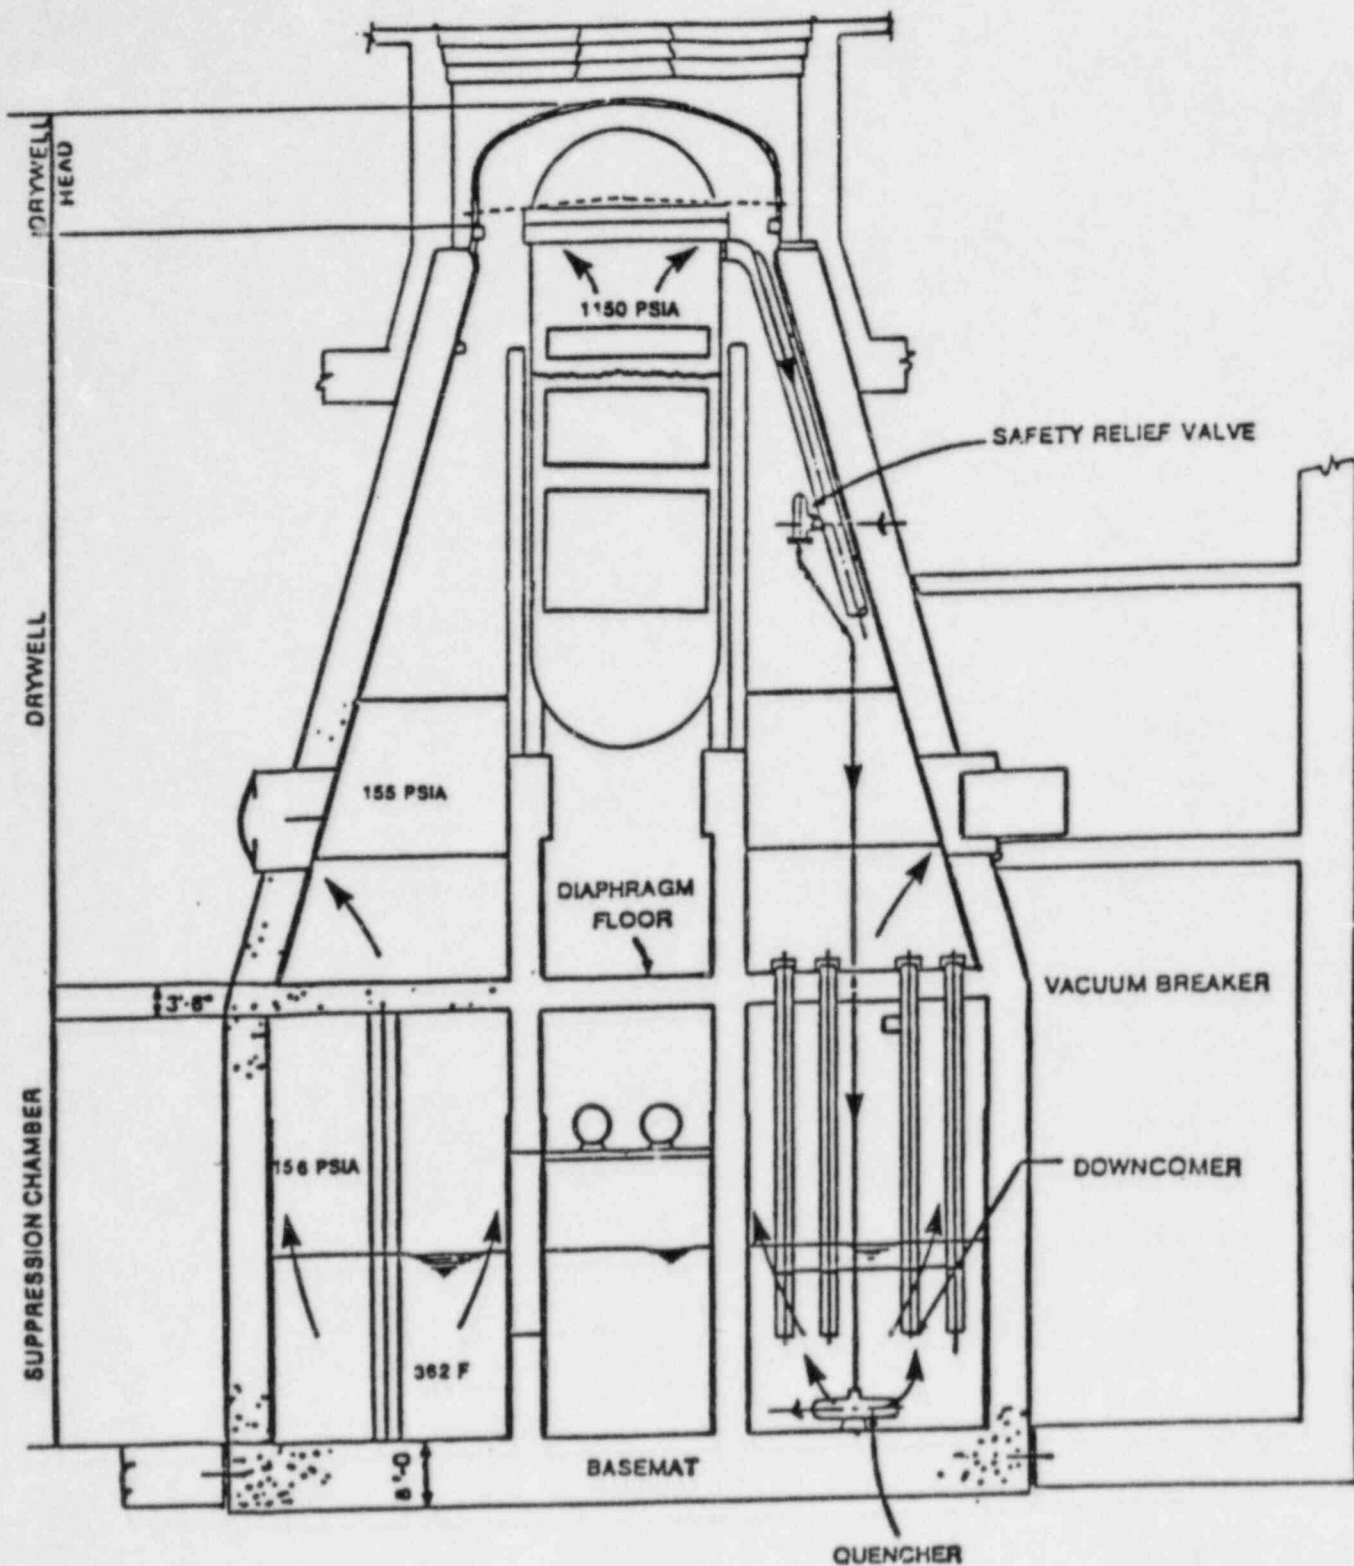 DRYWELL
HEAD
1150 PSIA
SAFETY RELIEF VALVE
DRYWELL
155 PSIA
DIAPHRAGM
FLOOR
3'-6"
VACUUM BREAKER
SUPPRESSION CHAMBER
156 PSIA
DOWNCOMER
362 F
BASEMAT
8'-0
QUENCHER